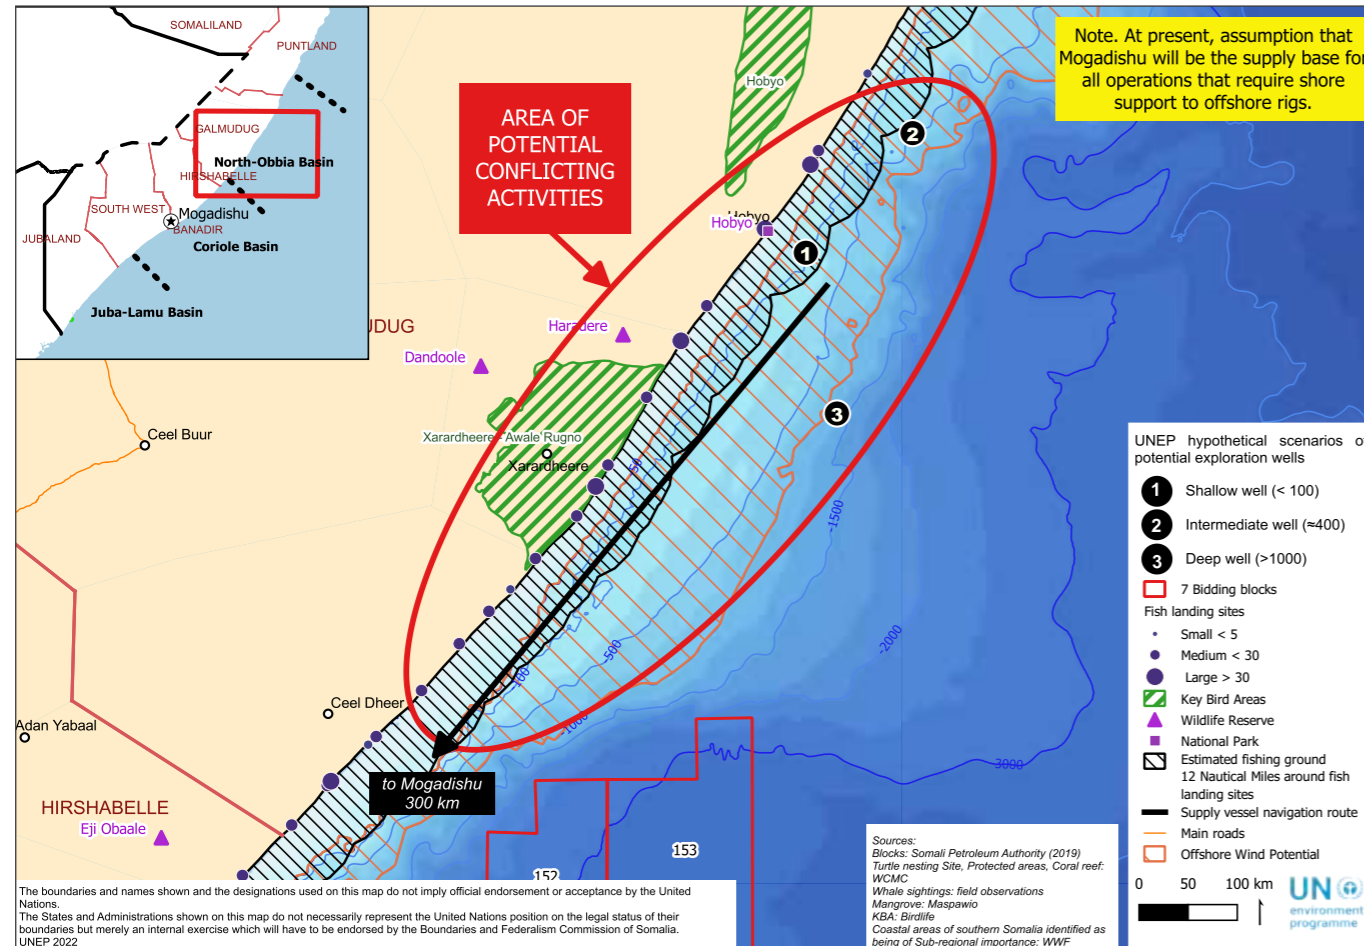 SOMALILAND
PUNTLAND
GALMUDUG
North-Obbia Basin
HIRSHABELLE
SOUTH WEST
Mogadishu
BANADIR
JUBALAND
Coriole Basin
Juba-Lamu Basin
AREA OF
POTENTIAL
CONFLICTING
ACTIVITIES
Note. At present, assumption that
Mogadishu will be the supply base for
all operations that require shore
support to offshore rigs.
Hobyo
2
Hobyo
Hobyo
1
UDUG
Haradere
Dandoole
3
Ceel Buur
Xarardheere - Awale Rugno
Xarardheere
-50
-1500
-2000
-500
-100
-1000
3000
Ceel Dheer
Adan Yabaal
to Mogadishu
300 km
HIRSHABELLE
Eji Obaale
153
152
UNEP hypothetical scenarios of
potential exploration wells
1 Shallow well (< 100)
2 Intermediate well (≈400)
3 Deep well (>1000)
7 Bidding blocks
Fish landing sites
Small < 5
Medium < 30
Large > 30
Key Bird Areas
Wildlife Reserve
National Park
Estimated fishing ground
12 Nautical Miles around fish
landing sites
Supply vessel navigation route
Main roads
Offshore Wind Potential
0 50 100 km
UN
environment
programme
Sources:
Blocks: Somali Petroleum Authority (2019)
Turtle nesting Site, Protected areas, Coral reef:
WCMC
Whale sightings: field observations
Mangrove: Maspawio
KBA: Birdlife
Coastal areas of southern Somalia identified as
being of Sub-regional importance: WWF
The boundaries and names shown and the designations used on this map do not imply official endorsement or acceptance by the United
Nations.
The States and Administrations shown on this map do not necessarily represent the United Nations position on the legal status of their
boundaries but merely an internal exercise which will have to be endorsed by the Boundaries and Federalism Commission of Somalia.
UNEP 2022